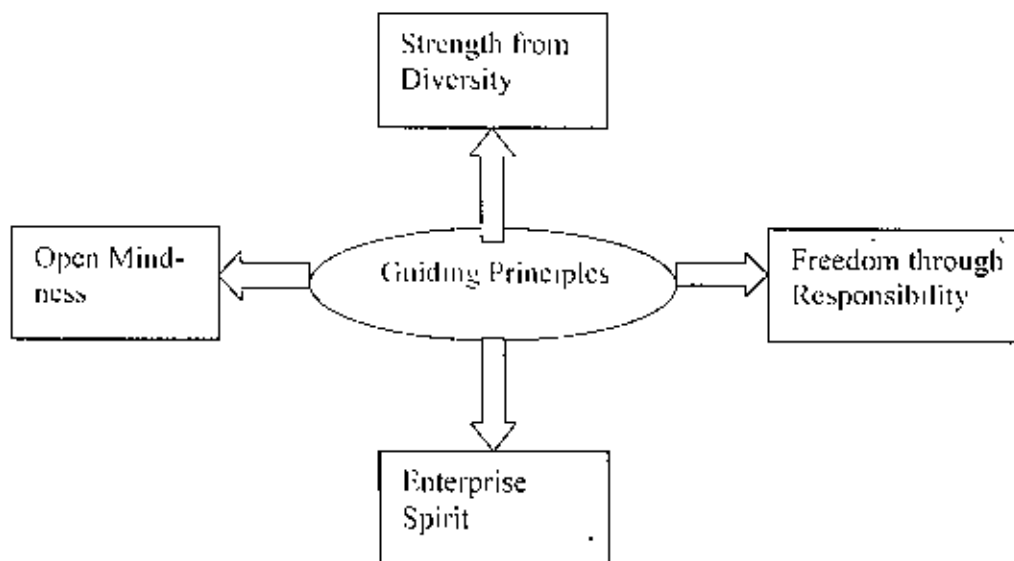 Strength from
Diversity
Open Mind-
ness
Guiding Principles
Freedom through
Responsibility
Enterprise
Spirit